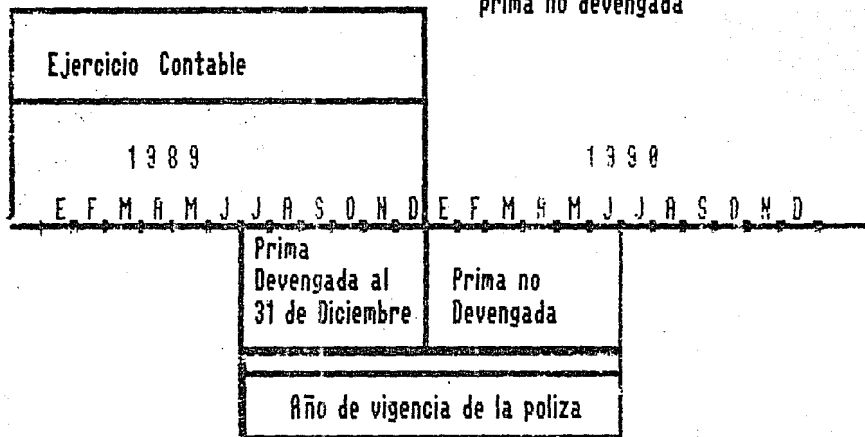 prima no devengada
Ejercicio Contable
1989 1990
E F M A M J J A S O N D E F M A M J J A S O N D
Prima
Devengada al
31 de Diciembre
Prima no
Devengada
Año de vigencia de la poliza